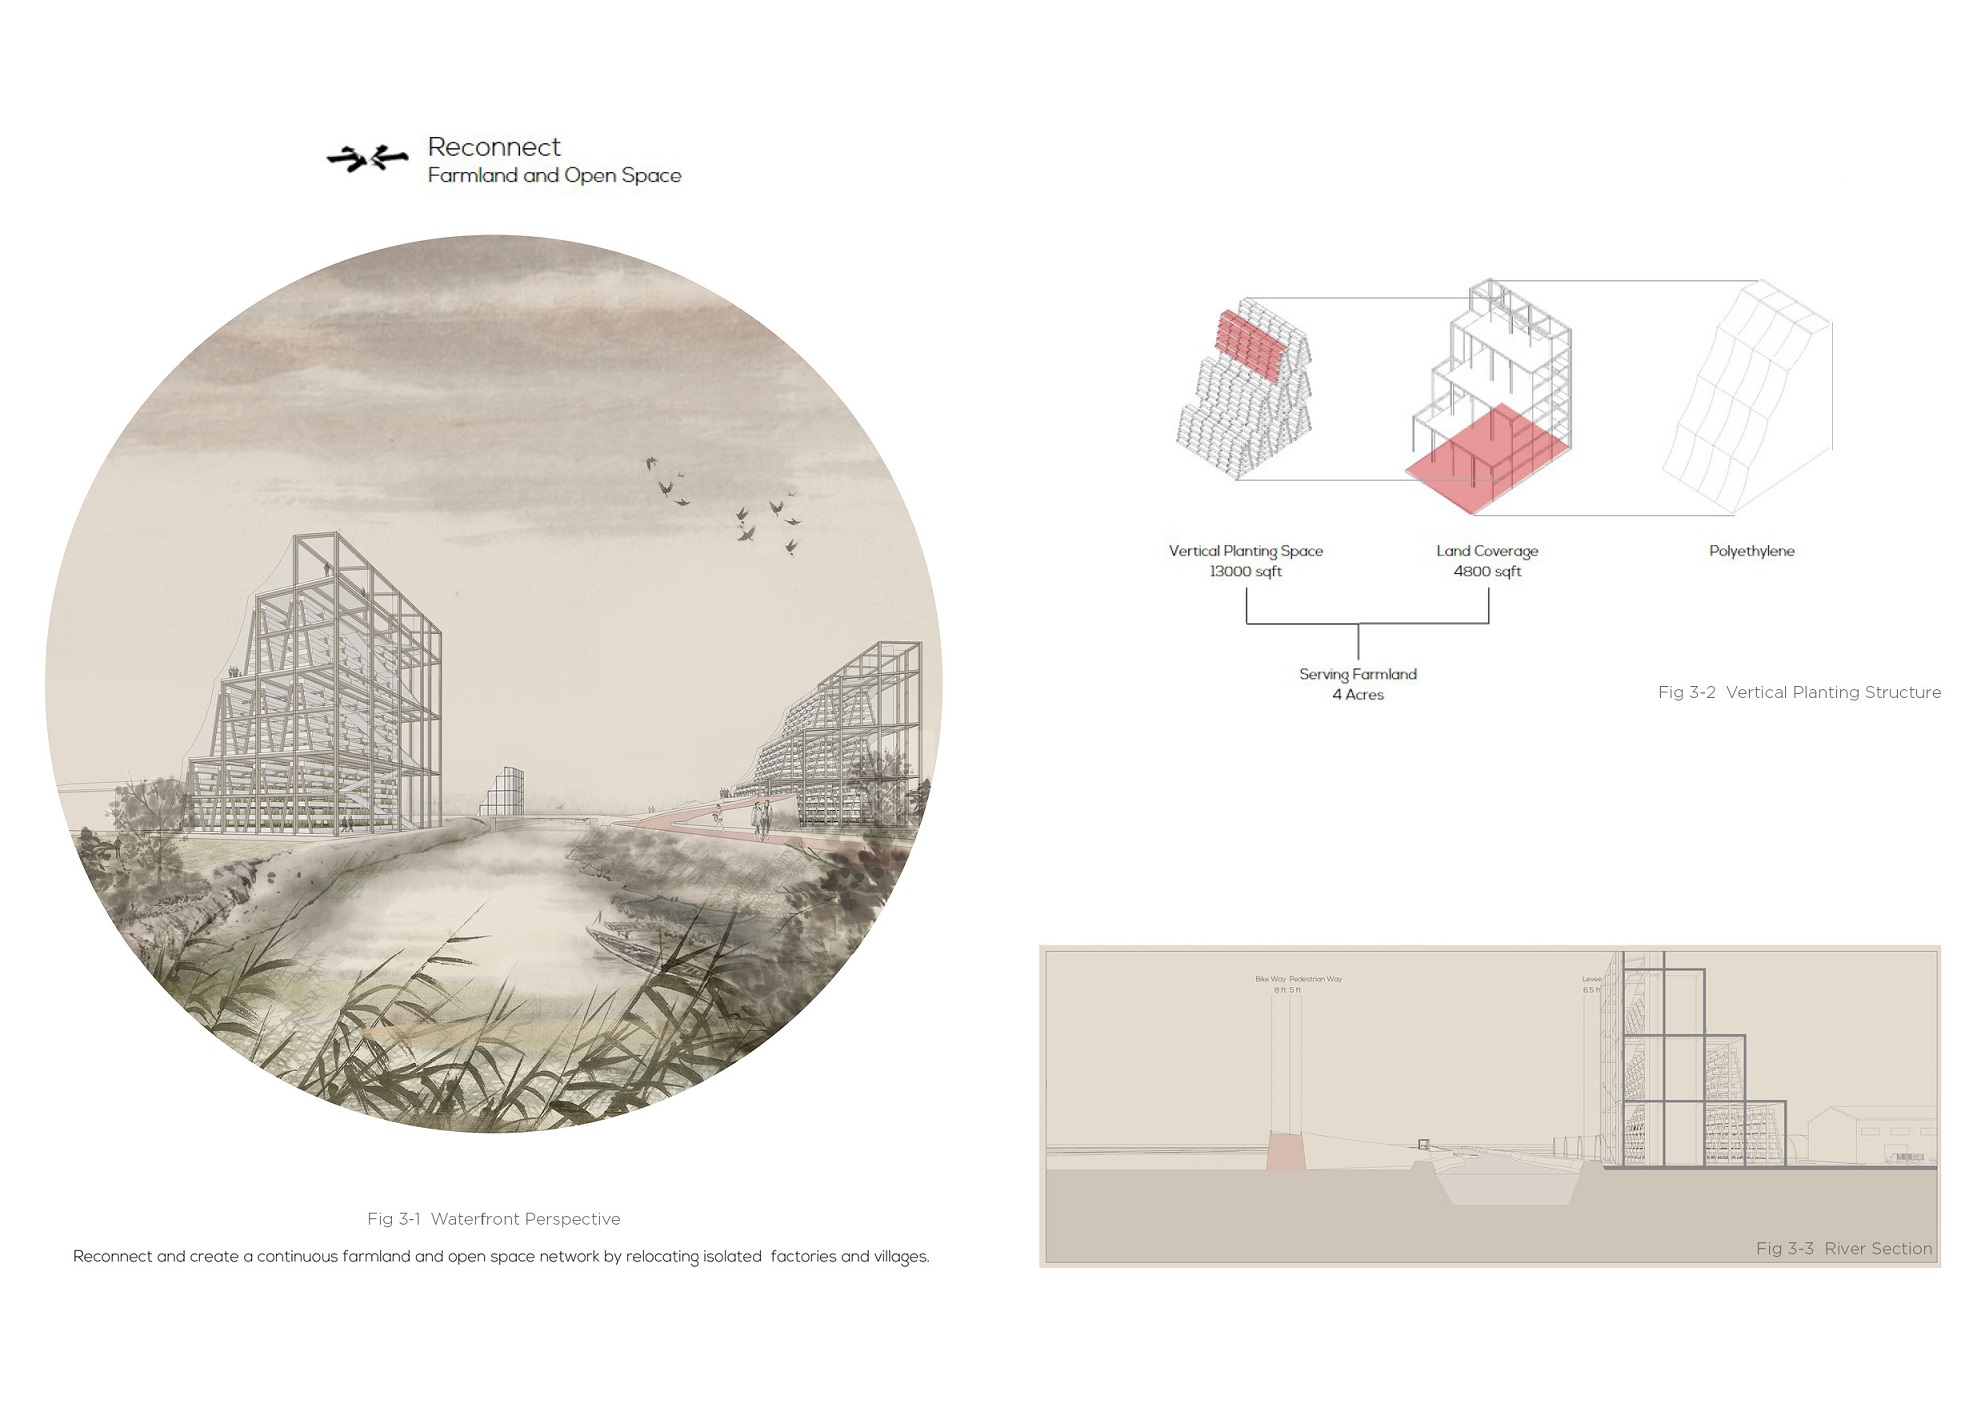 Reconnect
Farmland and Open Space
Fig 3-1 Waterfront Perspective
Reconnect and create a continuous farmland and open space network by relocating isolated factories and villages.
Vertical Planting Space
13000 sqft
Land Coverage
4800 sqft
Polyethylene
Serving Farmland
4 Acres
Fig 3-2 Vertical Planting Structure
Bike Way Pedestrian Way
8 ft 5 ft
Levee
6.5 ft
Fig 3-3 River Section